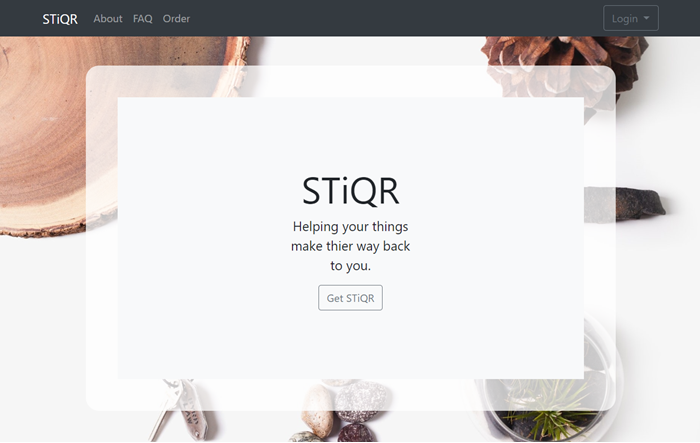 STiQR About FAQ Order Login
STiQR
Helping your things
make thier way back
to you.
Get STiQR